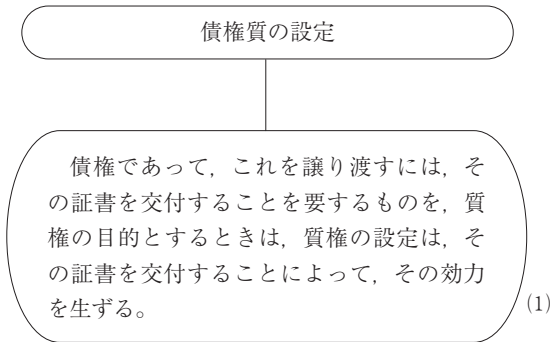 債権質の設定
債権であって，これを譲り渡すには，そ
の証書を交付することを要するものを，質
権の目的とするときは，質権の設定は，そ
の証書を交付することによって，その効力
を生ずる。
(1)